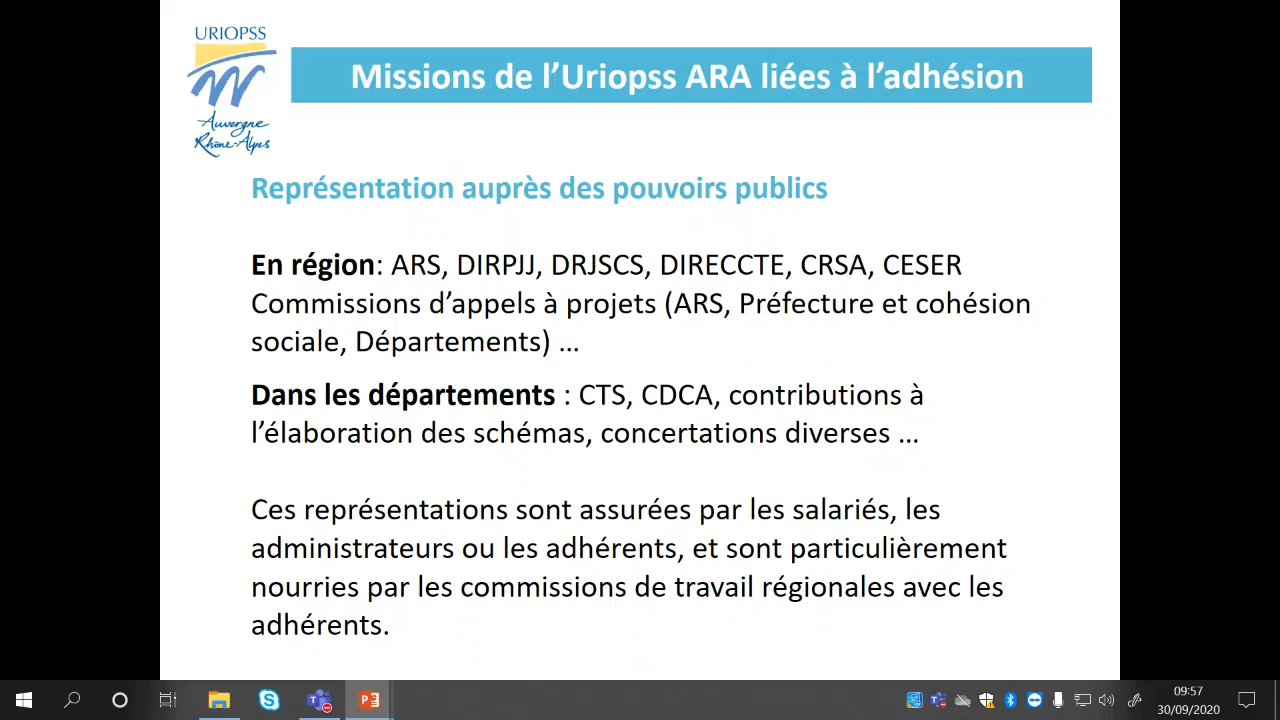 URIOPSS
Auvergne
Rhône-Alpes
Missions de l’Uriopss ARA liées à l’adhésion
Représentation auprès des pouvoirs publics
En région: ARS, DIRPJJ, DRJSCS, DIRECCTE, CRSA, CESER
Commissions d’appels à projets (ARS, Préfecture et cohésion
sociale, Départements) …
Dans les départements : CTS, CDCA, contributions à
l’élaboration des schémas, concertations diverses …
Ces représentations sont assurées par les salariés, les
administrateurs ou les adhérents, et sont particulièrement
nourries par les commissions de travail régionales avec les
adhérents.
09:57
30/09/2020